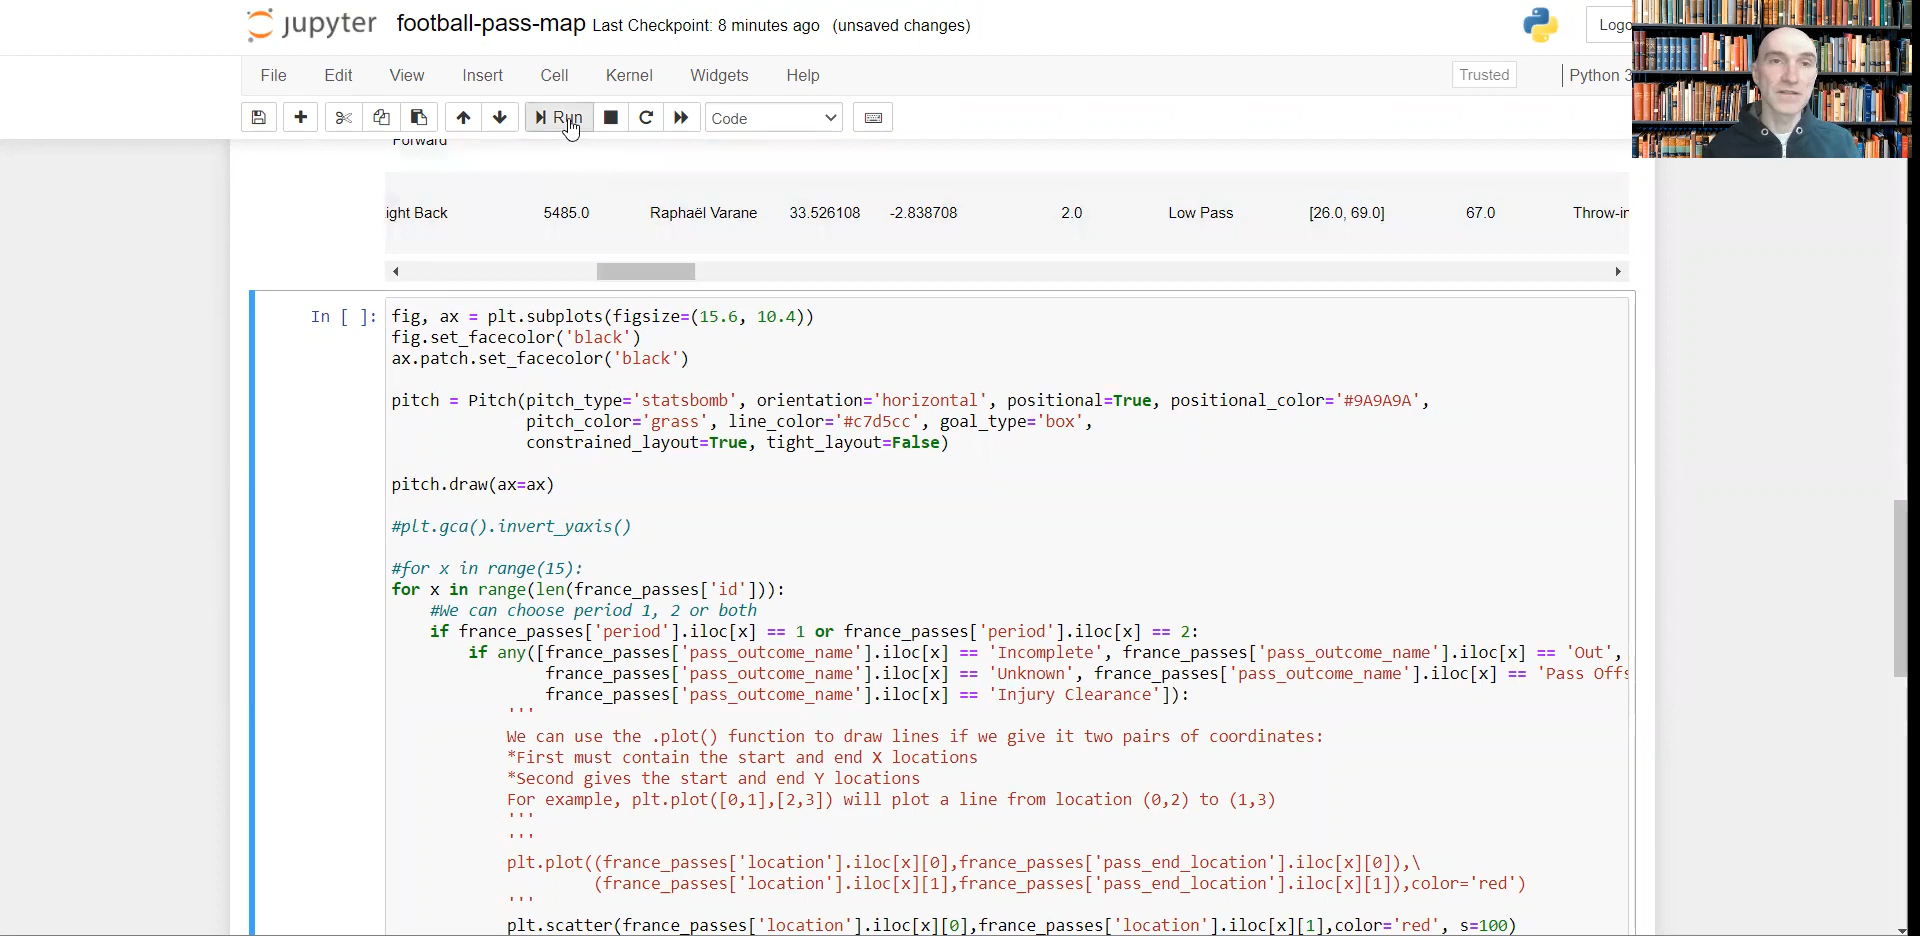 jupyter football-pass-map Last Checkpoint: 8 minutes ago (unsaved changes)
File Edit View Insert Cell Kernel Widgets Help Trusted Python 3
Run Code
Forward
ight Back 5485.0 Raphaël Varane 33.526108 -2.838708 2.0 Low Pass [26.0, 69.0] 67.0 Throw-in
In [ ]: fig, ax = plt.subplots(figsize=(15.6, 10.4))
fig.set_facecolor('black')
ax.patch.set_facecolor('black')
pitch = Pitch(pitch_type='statsbomb', orientation='horizontal', positional=True, positional_color='#9A9A9A',
pitch_color='grass', line_color='#c7d5cc', goal_type='box',
constrained_layout=True, tight_layout=False)
pitch.draw(ax=ax)
#plt.gca().invert_yaxis()
#for x in range(15):
for x in range(len(france_passes['id'])):
#We can choose period 1, 2 or both
if france_passes['period'].iloc[x] == 1 or france_passes['period'].iloc[x] == 2:
if any([france_passes['pass_outcome_name'].iloc[x] == 'Incomplete', france_passes['pass_outcome_name'].iloc[x] == 'Out',
france_passes['pass_outcome_name'].iloc[x] == 'Unknown', france_passes['pass_outcome_name'].iloc[x] == 'Pass Offs
france_passes['pass_outcome_name'].iloc[x] == 'Injury Clearance']):
'''
We can use the .plot() function to draw lines if we give it two pairs of coordinates:
*First must contain the start and end X locations
*Second gives the start and end Y locations
For example, plt.plot([0,1],[2,3]) will plot a line from location (0,2) to (1,3)
'''
'''
plt.plot((france_passes['location'].iloc[x][0],france_passes['pass_end_location'].iloc[x][0]),\
(france_passes['location'].iloc[x][1],france_passes['pass_end_location'].iloc[x][1]),color='red')
'''
plt.scatter(france_passes['location'].iloc[x][0],france_passes['location'].iloc[x][1],color='red', s=100)